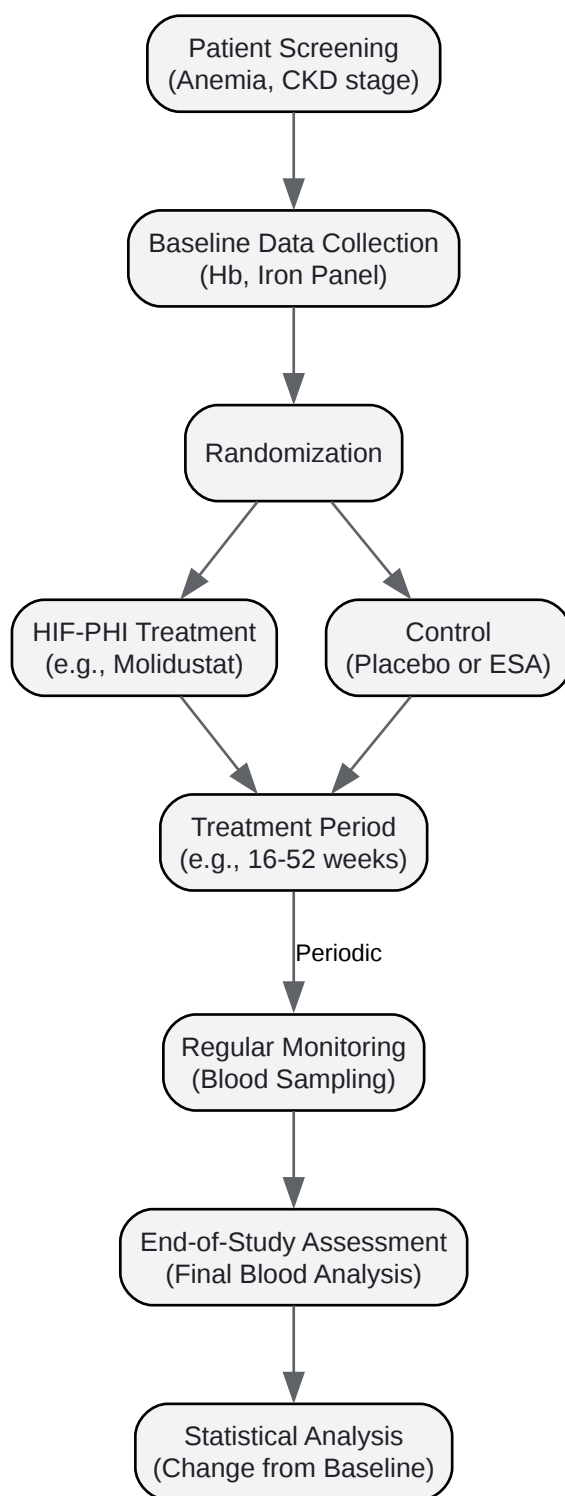 Patient Screening
(Anemia, CKD stage)
Baseline Data Collection
(Hb, Iron Panel)
Randomization
HIF-PHI Treatment
(e.g., Molidustat)
Control
(Placebo or ESA)
Treatment Period
(e.g., 16-52 weeks)
Periodic
Regular Monitoring
(Blood Sampling)
End-of-Study Assessment
(Final Blood Analysis)
Statistical Analysis
(Change from Baseline)